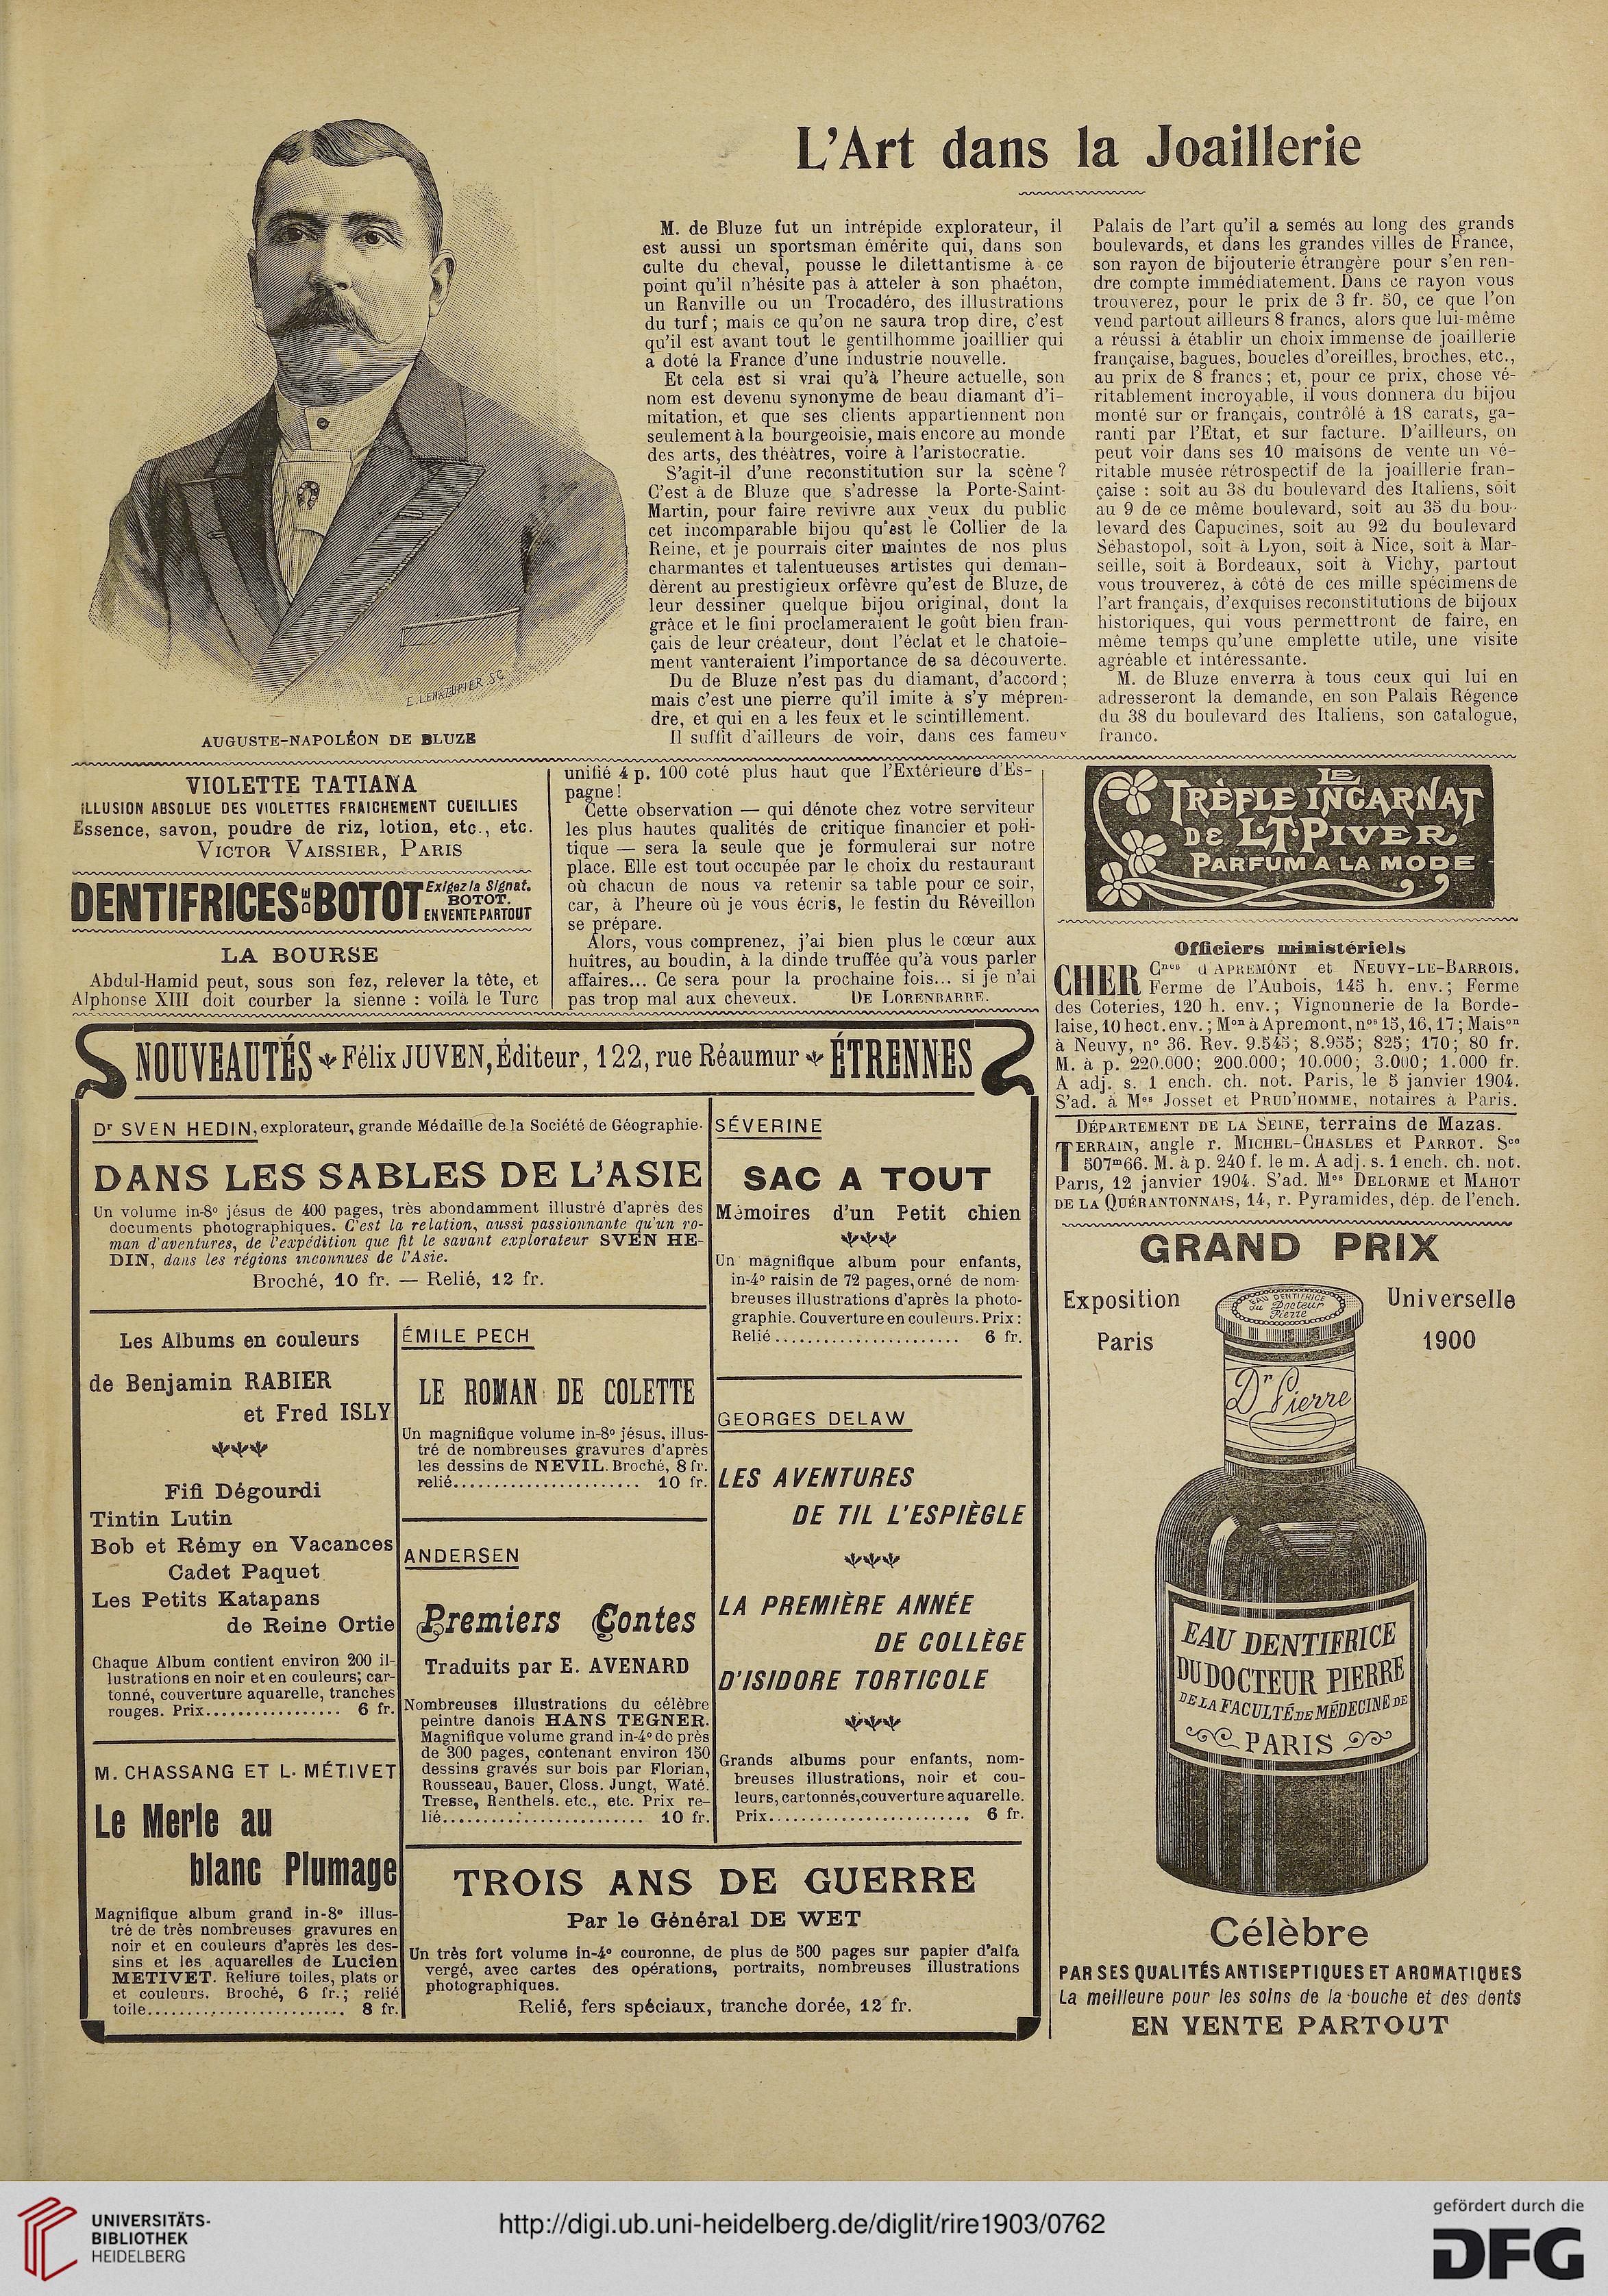 L'Art dans la Joaillerie
E. LEHRZURIER SC
AUGUSTE-NAPOLÉON DE BLUZE
M. de Bluze fut un intrépide explorateur, il
est aussi un sportsman émérite qui, dans son
culte du cheval, pousse le dilettantisme à ce
point qu'il n'hésite pas à atteler à son phaéton,
un Ranville ou un Trocadéro, des illustrations
du turf; mais ce qu'on ne saura trop dire, c'est
qu'il est avant tout le gentilhomme joaillier qui
a doté la France d'une industrie nouvelle.
Et cela est si vrai qu'à l'heure actuelle, son
nom est devenu synonyme de beau diamant d'i-
mitation, et que ses clients appartiennent non
seulement à la bourgeoisie, mais encore au monde
des arts, des théâtres, voire à l'aristocratie.
S'agit-il d'une reconstitution sur la scène?
C'est à de Bluze que s'adresse la Porte-Saint-
Martin, pour faire revivre aux yeux du public
cet incomparable bijou qu'est le Collier de la
Reine, et je pourrais citer maintes de nos plus
charmantes et talentueuses artistes qui deman-
dèrent au prestigieux orfèvre qu'est de Bluze, de
leur dessiner quelque bijou original, dont la
grâce et le fini proclameraient le goût bien fran-
çais de leur créateur, dont l'éclat et le chatoie-
ment vanteraient l'importance de sa découverte.
Du de Bluze n'est pas du diamant, d'accord;
mais c'est une pierre qu'il imite à s'y mépren-
dre, et qui en a les feux et le scintillement.
Il suffit d'ailleurs de voir, dans ces fameux
Palais de l'art qu'il a semés au long des grands
boulevards, et dans les grandes villes de France,
son rayon de bijouterie étrangère pour s'en ren-
dre compte immédiatement. Dans ce rayon vous
trouverez, pour le prix de 3 fr. 50, ce que l'on
vend partout ailleurs 8 francs, alors que lui-même
a réussi à établir un choix immense de joaillerie
française, bagues, boucles d'oreilles, broches, etc.,
au prix de 8 francs; et, pour ce prix, chose vé-
ritablement incroyable, il vous donnera du bijou
monté sur or français, contrôlé à 18 carats, ga-
ranti par l'Etat, et sur facture. D'ailleurs, on
peut voir dans ses 10 maisons de vente un vé-
ritable musée rétrospectif de la joaillerie fran-
çaise : soit au 38 du boulevard des Italiens, soit
au 9 de ce même boulevard, soit au 35 du bou-
levard des Capucines, soit au 92 du boulevard
Sébastopol, soit à Lyon, soit à Nice, soit à Mar-
seille, soit à Bordeaux, soit à Vichy, partout
vous trouverez, à côté de ces mille spécimens de
l'art français, d'exquises reconstitutions de bijoux
historiques, qui vous permettront de faire, en
même temps qu'une emplette utile, une visite
agréable et intéressante.
M. de Bluze enverra à tous ceux qui lui en
adresseront la demande, en son Palais Régence
du 38 du boulevard des Italiens, son catalogue,
franco.
VIOLETTE TATIANA
ILLUSION ABSOLUE DES VIOLETTES FRAICHEMENT CUEILLIES
Essence, savon, poudre de riz, lotion, etc., etc.
VICTOR VAISSIER, PARIS
DENTIFRICES DE BOTOT Exigez la Signat. BOTOT. EN VENTE PARTOUT
LA BOURSE
Abdul-Hamid peut, sous son fez, relever la tête, et
Alphonse XIII doit courber la sienne : voilà le Turc
unifié 4 p. 100 coté plus haut que l'Extérieure d'Es-
pagne!
Cette observation — qui dénote chez votre serviteur
les plus hautes qualités de critique financier et poli-
tique — sera la seule que je formulerai sur notre
place. Elle est tout occupée par le choix du restaurant
où chacun de nous va retenir sa table pour ce soir,
car, à l'heure où je vous écris, le festin du Réveillon
se prépare.
Alors, vous comprenez, j'ai bien plus le cœur aux
huîtres, au boudin, à la dinde truffée qu'à vous parler
affaires... Ce sera pour la prochaine fois... si je n'ai
pas trop mal aux cheveux. DE LORENBARRE.
LE
TRÈFLE INCARNAT
DE L.T. PIVER
PARFUM A LA MODE
Officiers ministériels
CHER Cnes d'APREMONT et NEUVY-LE-BARROIS.
Ferme de l'Aubois, 145 h. env.; Ferme
des Coteries, 120 h. env.; Vignonnerie de la Borde-
laise, 10 hect. env.; Mon à Apremont, nos 15, 16, 17; Maison
à Neuvy, n° 36. Rev. 9.545; 8.955; 825; 170; 80 fr.
M. à p. 220.000; 200.000; 10.000; 3.000; 1.000 fr.
A adj. s. 1 ench. ch. not. Paris, le 5 janvier 1904.
S'ad. à Mes Josset et PRUD'HOMME, notaires à Paris.
DÉPARTEMENT DE LA SEINE, terrains de Mazas.
TERRAIN, angle r. MICHEL-CHASLES et PARROT. Sce
507m66. M. à p. 240 f. le m. A adj. s. 1 ench. ch. not.
Paris, 12 janvier 1904. S'ad. Mes DELORME et MAHOT
DE LA QUÉRANTONNAIS, 14, r. Pyramides, dép. de l'ench.
NOUVEAUTÉS Félix JUVEN, Éditeur, 122, rue Réaumur ÉTRENNES
Dr SVEN HEDIN, explorateur, grande Médaille de la Société de Géographie.
DANS LES SABLES DE L'ASIE
Un volume in-8° jésus de 400 pages, très abondamment illustré d'après des
documents photographiques. C'est la relation, aussi passionnante qu'un ro-
man d'aventures, de l'expédition que fit le savant explorateur SVEN HE-
DIN, dans les régions inconnues de l'Asie.
Broché, 10 fr. — Relié, 12 fr.
SÉVERINE
SAC A TOUT
Mémoires d'un Petit chien
Un magnifique album pour enfants,
in-4° raisin de 72 pages, orné de nom-
breuses illustrations d'après la photo-
graphie. Couverture en couleurs. Prix :
Relié ........ 6 fr.
Les Albums en couleurs
de Benjamin RABIER
et Fred ISLY
Fifi Dégourdi
Tintin Lutin
Bob et Rémy en Vacances
Cadet Paquet
Les Petits Katapans
de Reine Ortie
Chaque Album contient environ 200 il-
lustrations en noir et en couleurs; car-
tonné, couverture aquarelle, tranches
rouges. Prix........ 6 fr.
M. CHASSANG ET L. MÉTIVET
Le Merle au
blanc Plumage
Magnifique album grand in-8° illus-
tré de très nombreuses gravures en
noir et en couleurs d'après les des-
sins et les aquarelles de Lucien
METIVET. Reliure toiles, plats or
et couleurs. Broché, 6 fr.; relié
toile........ 8 fr.
ÉMILE PECH
LE ROMAN DE COLETTE
Un magnifique volume in-8° jésus, illus-
tré de nombreuses gravures d'après
les dessins de NEVIL. Broché, 8 fr.
relié........ 10 fr.
ANDERSEN
Premiers Contes
Traduits par E. AVENARD
Nombreuses illustrations du célèbre
peintre danois HANS TEGNER.
Magnifique volume grand in-4° de près
de 300 pages, contenant environ 150
dessins gravés sur bois par Florian,
Rousseau, Bauer, Closs. Jungt, Waté.
Tresse, Renthels. etc., etc. Prix re-
lié........ 10 fr.
GEORGES DELAW
LES AVENTURES
DE TIL L'ESPIÈGLE
LA PREMIÈRE ANNÉE
DE COLLÈGE
D'ISIDORE TORTICOLE
Grands albums pour enfants, nom-
breuses illustrations, noir et cou-
leurs, cartonnés, couverture aquarelle.
Prix........ 6 fr.
TROIS ANS DE GUERRE
Par le Général DE WET
Un très fort volume in-4° couronne, de plus de 500 pages sur papier d'alfa
vergé, avec cartes des opérations, portraits, nombreuses illustrations
photographiques.
Relié, fers spéciaux, tranche dorée, 12 fr.
GRAND PRIX
Exposition Universelle
Paris 1900
EAU DENTIFRICE
du Docteur
Pierre
Dr Pierre
EAU DENTIFRICE
DU DOCTEUR PIERRE
DE LA FACULTÉ DE MÉDECINE DE
PARIS
Célèbre
PAR SES QUALITÉS ANTISEPTIQUES ET AROMATIQUES
La meilleure pour les soins de la bouche et des dents
EN VENTE PARTOUT
UNIVERSITÄTS-
BIBLIOTHEK
HEIDELBERG
http://digi.ub.uni-heidelberg.de/diglit/rire1903/0762
gefördert durch die
DFG